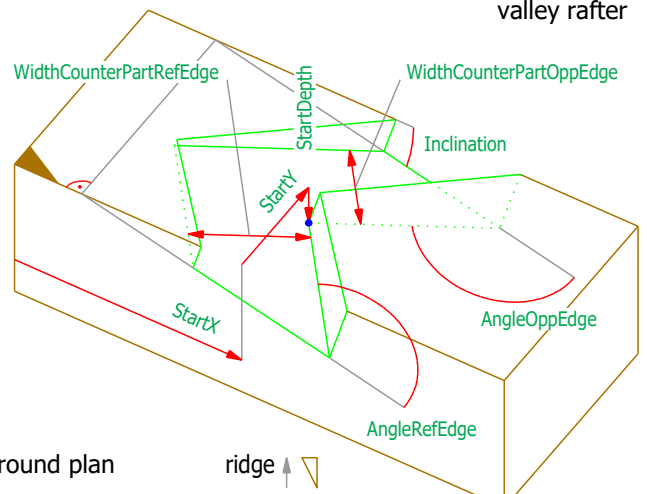 valley rafter
WidthCounterPartRefEdge
StartDepth
WidthCounterPartOppEdge
Inclination
StartY
StartX
AngleOppEdge
AngleRefEdge
round plan
ridge